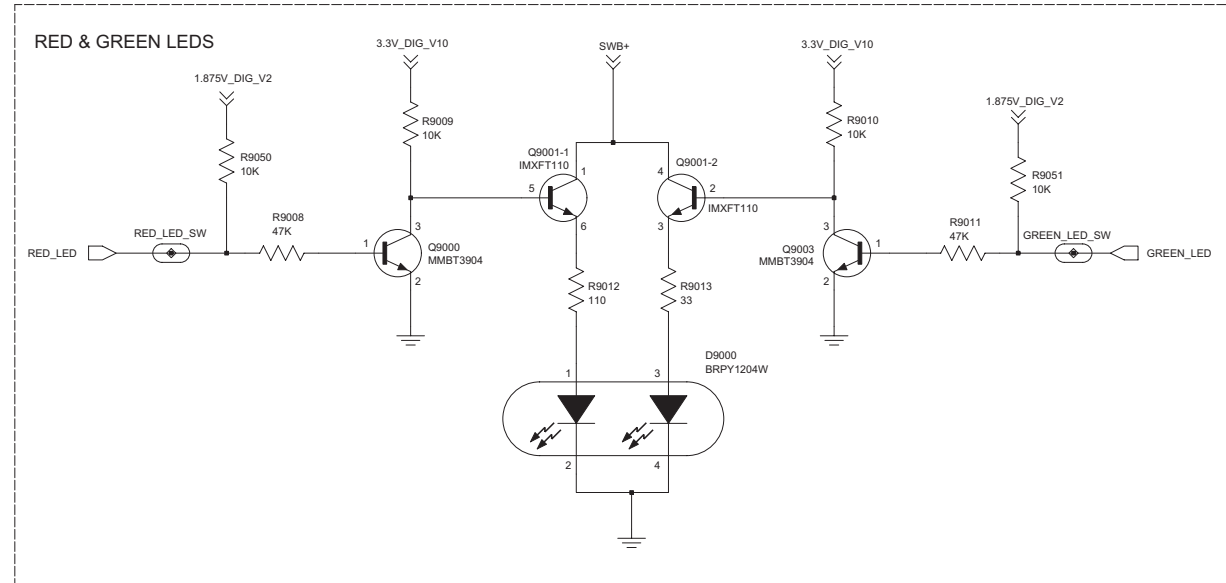 RED & GREEN LEDS
3.3V_DIG_V10
SWB+
3.3V_DIG_V10
1.875V_DIG_V2
1.875V_DIG_V2
R9009
10K
R9010
10K
R9050
10K
Q9001-1
IMXFT110
1
4
Q9001-2
R9051
10K
5
2
IMXFT110
RED_LED
RED_LED_SW
R9008
47K
1
3
Q9000
MMBT3904
2
6
3
3
Q9003
MMBT3904
2
1
R9011
47K
GREEN_LED_SW
GREEN_LED
R9012
110
R9013
33
D9000
BRPY1204W
1
3
2
4